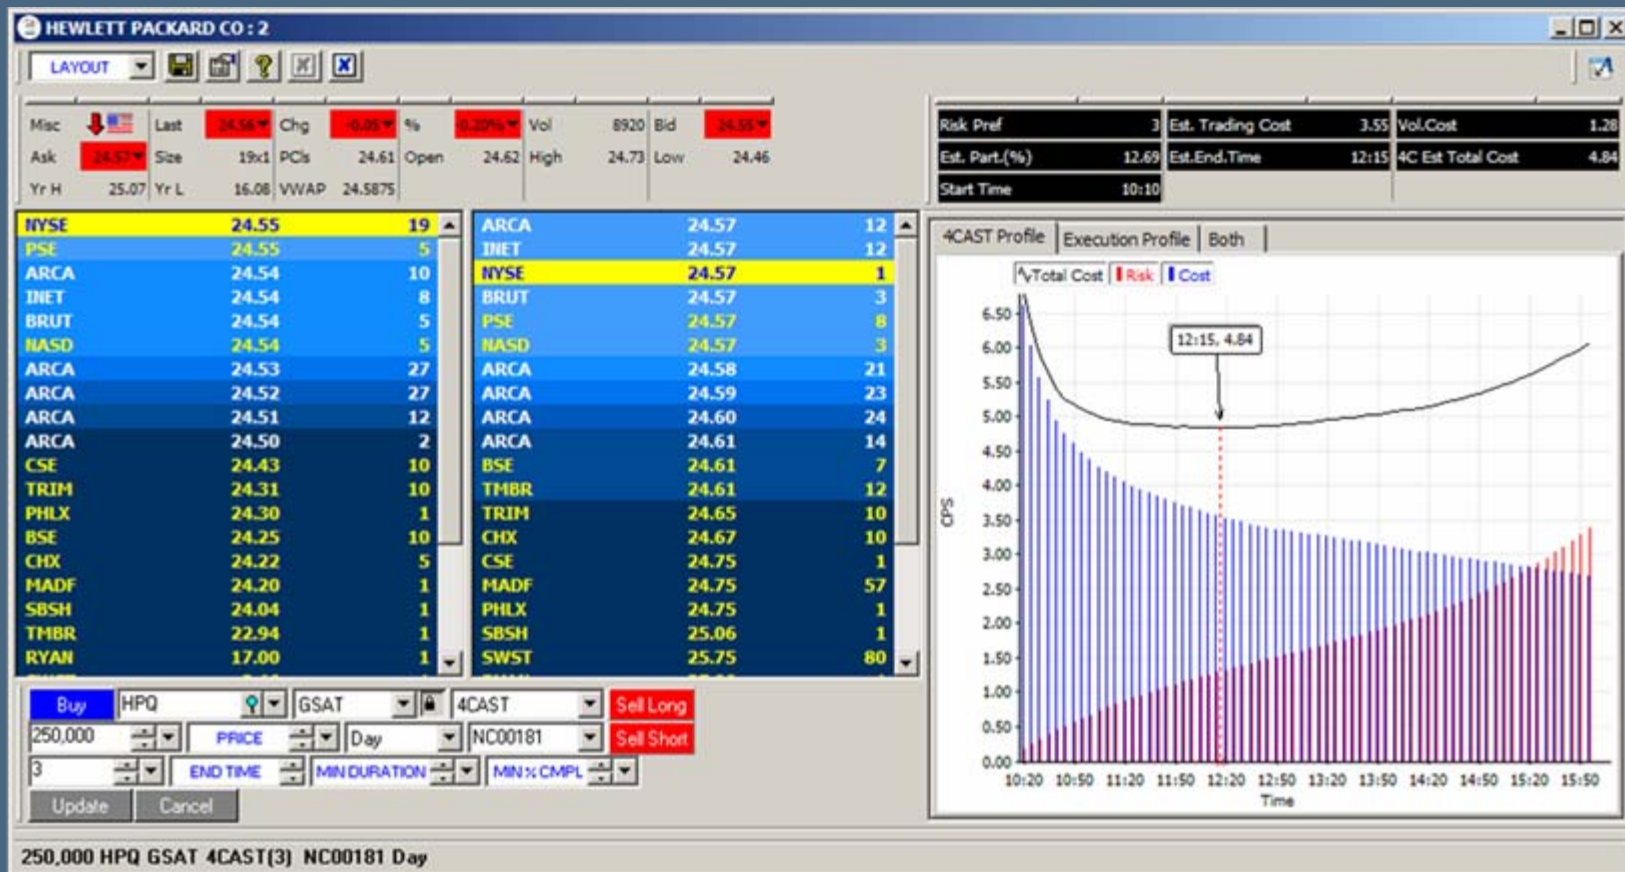 HEWLETT PACKARD CO : 2
LAYOUT
Misc Last 24.56 Chg -0.05 % -0.20% Vol 8920 Bid 24.55
Ask 24.57 Size 19x1 PCls 24.61 Open 24.62 High 24.73 Low 24.46
Yr H 25.07 Yr L 16.08 VWAP 24.5875
Risk Pref 3 Est. Trading Cost 3.55 Vol.Cost 1.28
Est. Part.(%) 12.69 Est.End.Time 12:15 4C Est Total Cost 4.84
Start Time 10:10
NYSE 24.55 19
PSE 24.55 5
ARCA 24.54 10
INET 24.54 8
BRUT 24.54 5
NASD 24.54 5
ARCA 24.53 27
ARCA 24.52 27
ARCA 24.51 12
ARCA 24.50 2
CSE 24.43 10
TRIM 24.31 10
PHLX 24.30 1
BSE 24.25 10
CHX 24.22 5
MADF 24.20 1
SBSH 24.04 1
TMBR 22.94 1
RYAN 17.00 1
ARCA 24.57 12
INET 24.57 12
NYSE 24.57 1
BRUT 24.57 3
PSE 24.57 8
NASD 24.57 3
ARCA 24.58 21
ARCA 24.59 23
ARCA 24.60 24
ARCA 24.61 14
BSE 24.61 7
TMBR 24.61 12
TRIM 24.65 10
CHX 24.67 10
CSE 24.75 1
MADF 24.75 57
PHLX 24.75 1
SBSH 25.06 1
SWST 25.75 80
4CAST Profile Execution Profile Both
Total Cost Risk Cost
12:15, 4.84
CPS
6.50
6.00
5.50
5.00
4.50
4.00
3.50
3.00
2.50
2.00
1.50
1.00
0.50
0.00
10:20 10:50 11:20 11:50 12:20 12:50 13:20 13:50 14:20 14:50 15:20 15:50
Time
Buy HPQ GSAT 4CAST Sell Long
250,000 PRICE Day NC00181 Sell Short
3 END TIME MIN DURATION MIN % CMPL
Update Cancel
250,000 HPQ GSAT 4CAST(3) NC00181 Day